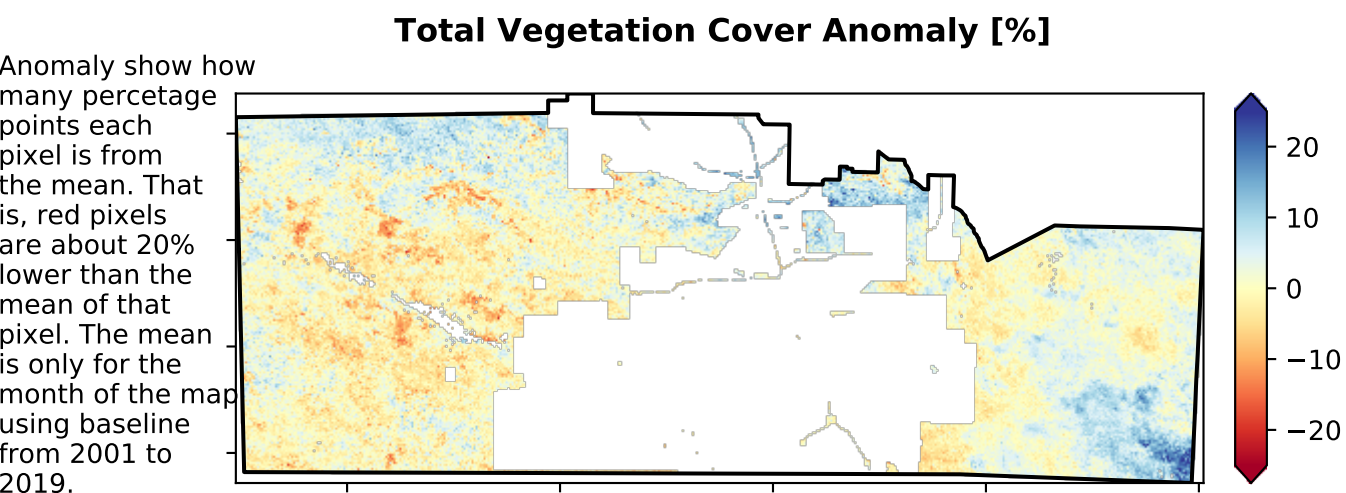 Total Vegetation Cover Anomaly [%]
Anomaly show how
many percetage
points each
pixel is from
the mean. That
is, red pixels
are about 20%
lower than the
mean of that
pixel. The mean
is only for the
month of the map
using baseline
from 2001 to
2019.
20
10
0
−10
−20